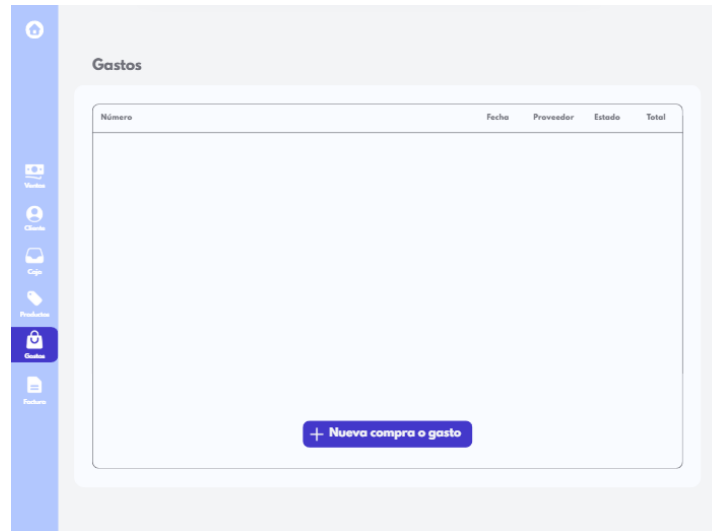 Gastos
Número Fecha Proveedor Estado Total
Ventas
Cliente
Caja
Productos
Gastos
Factura
+ Nueva compra o gasto